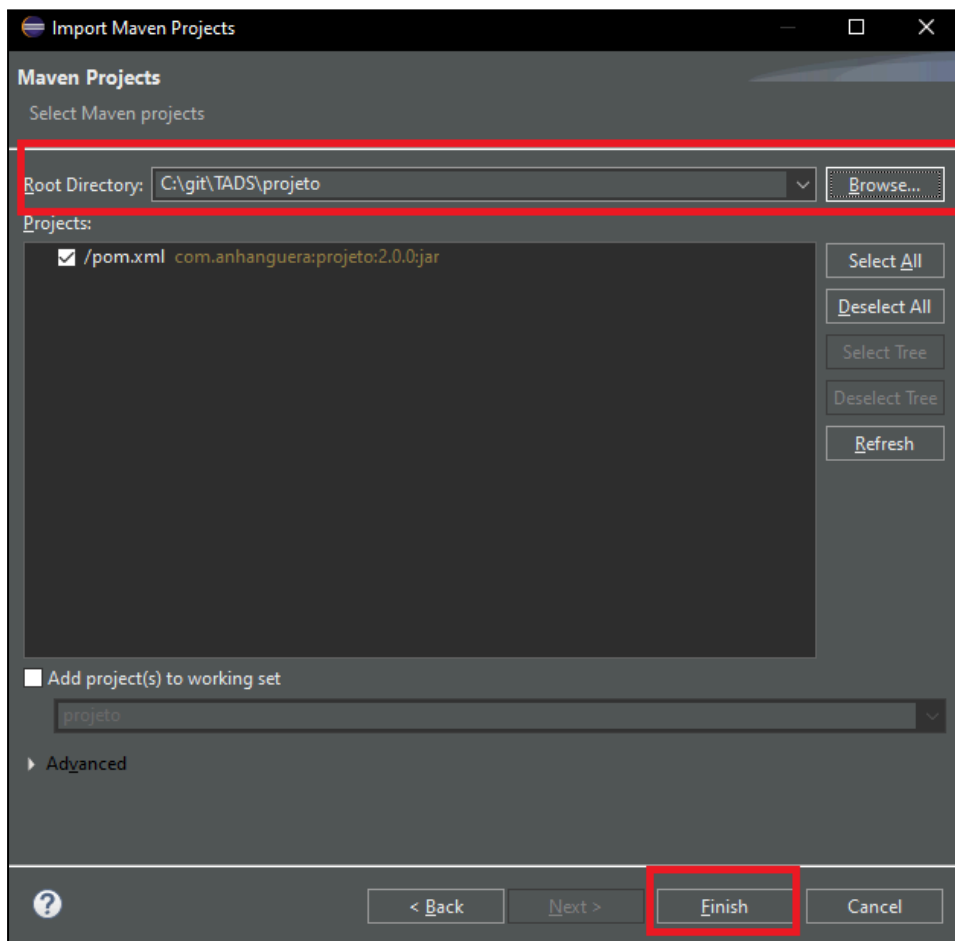 Import Maven Projects
Maven Projects
Select Maven projects
Root Directory: C:\git\TADS\projeto Browse...
Projects:
/pom.xml com.anhanguera:projeto:2.0.0:jar
Select All
Deselect All
Select Tree
Deselect Tree
Refresh
Add project(s) to working set
projeto
Advanced
? < Back Next > Finish Cancel